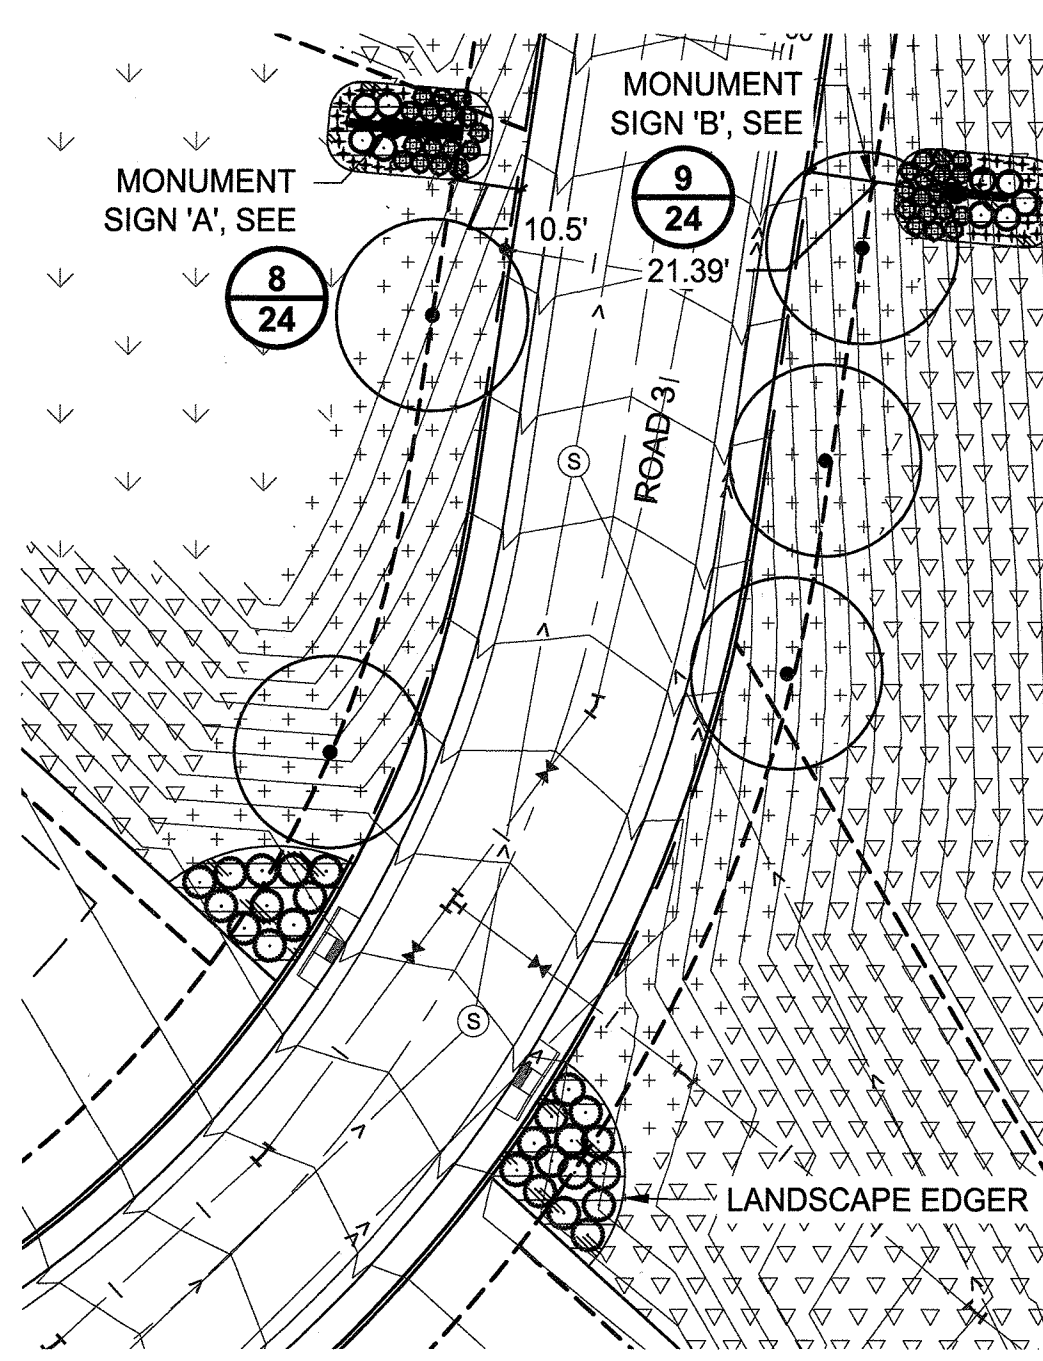 MONUMENT
SIGN 'B', SEE
9
24
MONUMENT
SIGN 'A', SEE
8
24
10.5'
21.39'
ROAD 3
S
S
LANDSCAPE EDGER